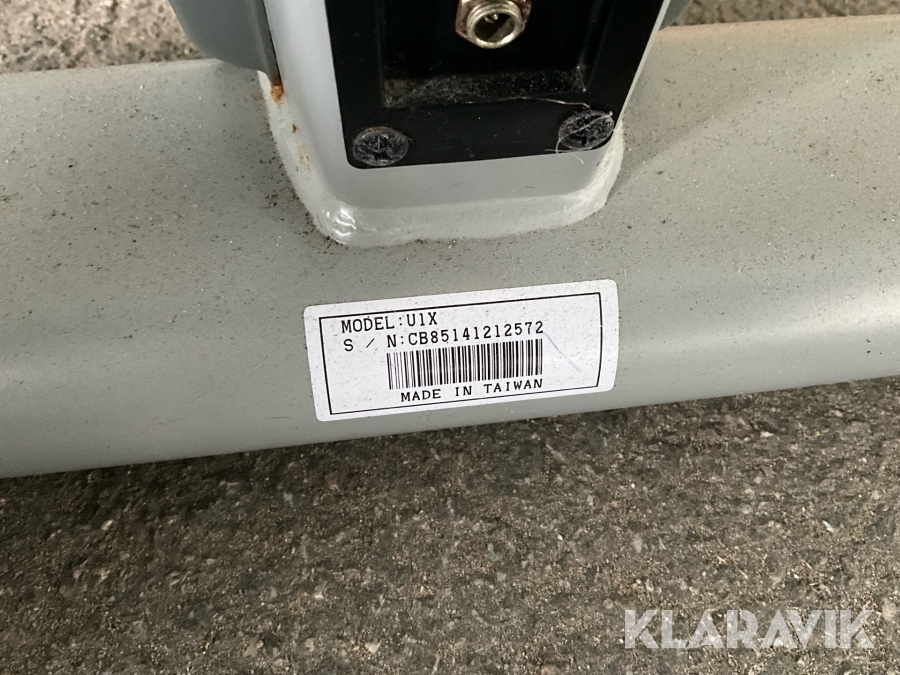 MODEL:U1X
S / N:CB85141212572
MADE IN TAIWAN
KLARAVIK